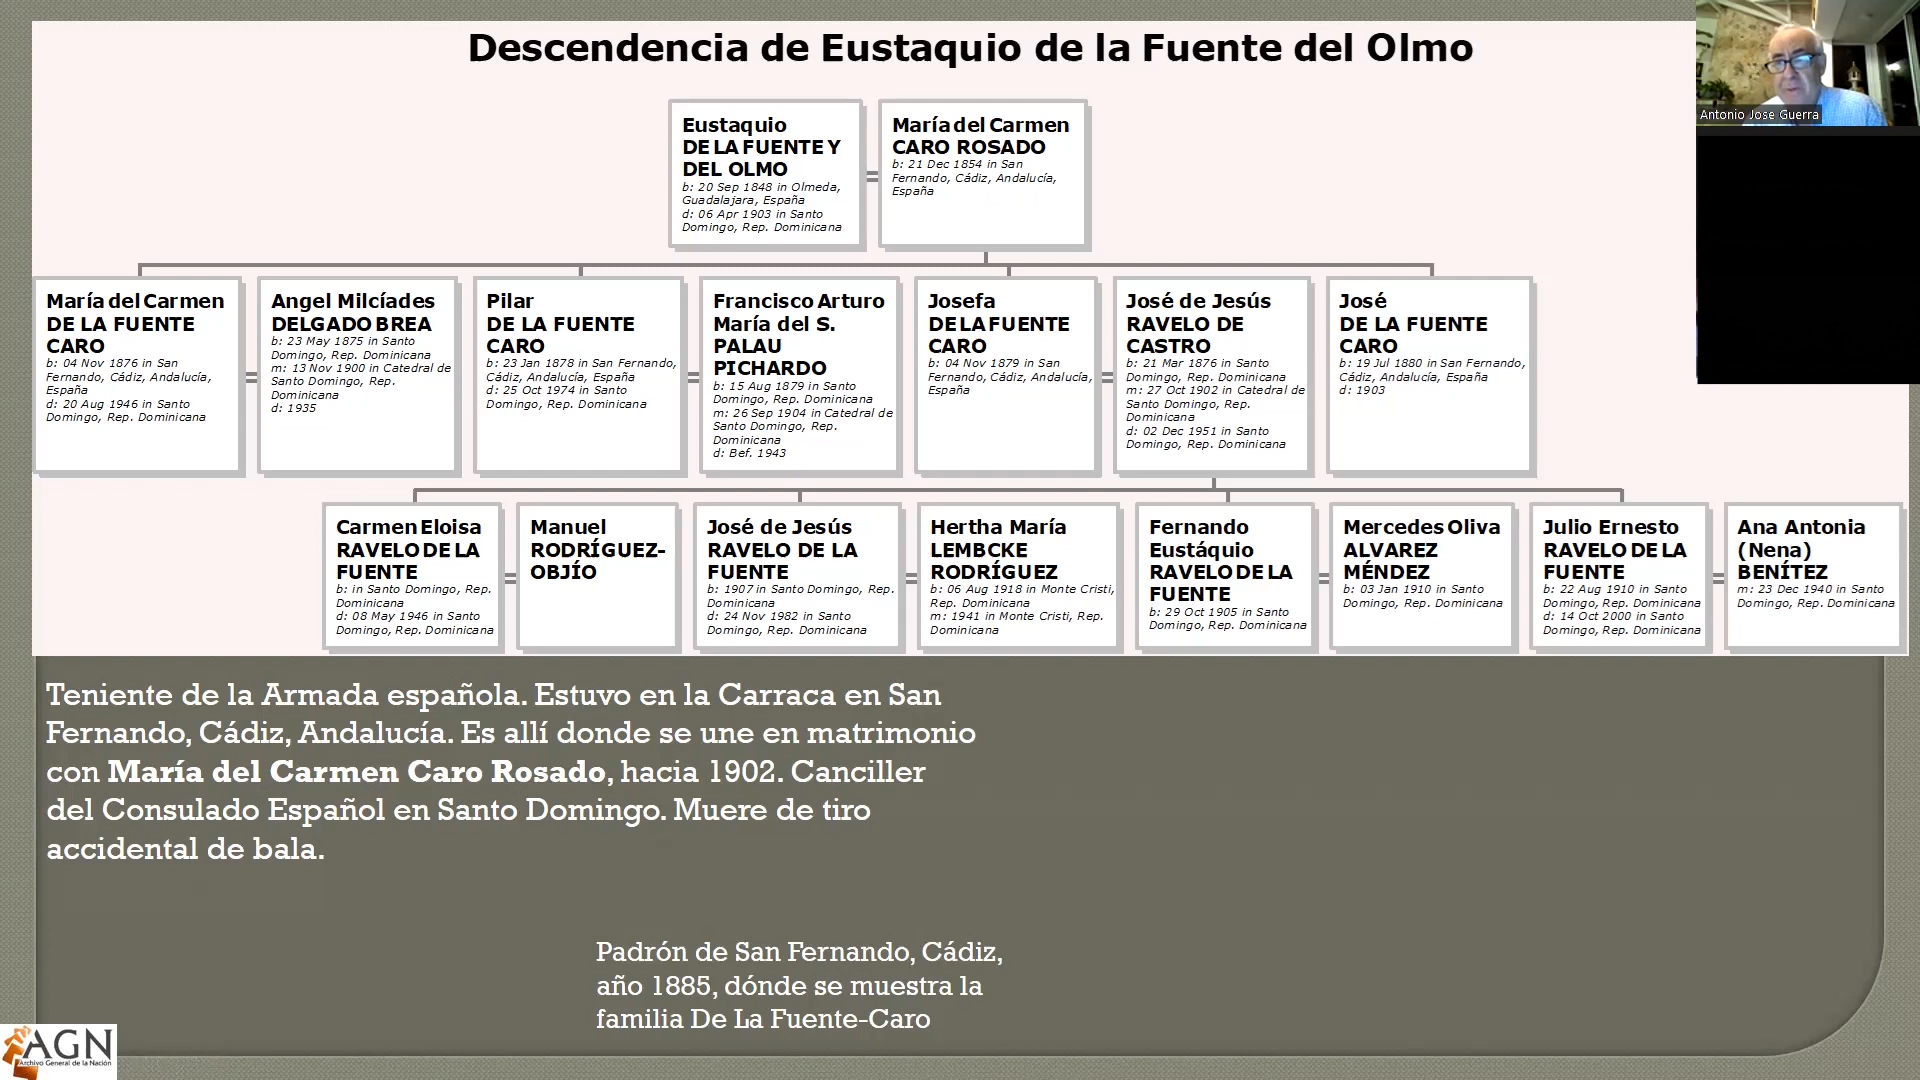 Descendencia de Eustaquio de la Fuente del Olmo
Antonio Jose Guerra
Eustaquio
DE LA FUENTE Y
DEL OLMO
b: 20 Sep 1848 in Olmeda,
Guadalajara, España
d: 06 Apr 1903 in Santo
Domingo, Rep. Dominicana
María del Carmen
CARO ROSADO
b: 21 Dec 1854 in San
Fernando, Cádiz, Andalucía,
España
María del Carmen
DE LA FUENTE
CARO
b: 04 Nov 1876 in San
Fernando, Cádiz, Andalucía,
España
d: 20 Aug 1946 in Santo
Domingo, Rep. Dominicana
Angel Milcíades
DELGADO BREA
b: 23 May 1875 in Santo
Domingo, Rep. Dominicana
m: 13 Nov 1900 in Catedral de
Santo Domingo, Rep.
Dominicana
d: 1935
Pilar
DE LA FUENTE
CARO
b: 23 Jan 1878 in San Fernando,
Cádiz, Andalucía, España
d: 25 Oct 1974 in Santo
Domingo, Rep. Dominicana
Francisco Arturo
María del S.
PALAU
PICHARDO
b: 15 Aug 1879 in Santo
Domingo, Rep. Dominicana
m: 26 Sep 1904 in Catedral de
Santo Domingo, Rep.
Dominicana
d: Bef. 1943
Josefa
DE LA FUENTE
CARO
b: 04 Nov 1879 in San
Fernando, Cádiz, Andalucía,
España
José de Jesús
RAVELO DE
CASTRO
b: 21 Mar 1876 in Santo
Domingo, Rep. Dominicana
m: 27 Oct 1902 in Catedral de
Santo Domingo, Rep.
Dominicana
d: 02 Dec 1951 in Santo
Domingo, Rep. Dominicana
José
DE LA FUENTE
CARO
b: 19 Jul 1880 in San Fernando,
Cádiz, Andalucía, España
d: 1903
Carmen Eloisa
RAVELO DE LA
FUENTE
b: in Santo Domingo, Rep.
Dominicana
d: 08 May 1946 in Santo
Domingo, Rep. Dominicana
Manuel
RODRÍGUEZ-
OBJÍO
José de Jesús
RAVELO DE LA
FUENTE
b: 1907 in Santo Domingo, Rep.
Dominicana
d: 24 Nov 1982 in Santo
Domingo, Rep. Dominicana
Hertha María
LEMBCKE
RODRÍGUEZ
b: 06 Aug 1918 in Monte Cristi,
Rep. Dominicana
m: 1941 in Monte Cristi, Rep.
Dominicana
Fernando
Eustáquio
RAVELO DE LA
FUENTE
b: 29 Oct 1905 in Santo
Domingo, Rep. Dominicana
Mercedes Oliva
ALVAREZ
MÉNDEZ
b: 03 Jan 1910 in Santo
Domingo, Rep. Dominicana
Julio Ernesto
RAVELO DE LA
FUENTE
b: 22 Aug 1910 in Santo
Domingo, Rep. Dominicana
d: 14 Oct 2000 in Santo
Domingo, Rep. Dominicana
Ana Antonia
(Nena)
BENÍTEZ
m: 23 Dec 1940 in Santo
Domingo, Rep. Dominicana
Teniente de la Armada española. Estuvo en la Carraca en San
Fernando, Cádiz, Andalucía. Es allí donde se une en matrimonio
con María del Carmen Caro Rosado, hacia 1902. Canciller
del Consulado Español en Santo Domingo. Muere de tiro
accidental de bala.
Padrón de San Fernando, Cádiz,
año 1885, dónde se muestra la
familia De La Fuente-Caro
AGN
Archivo General de la Nación